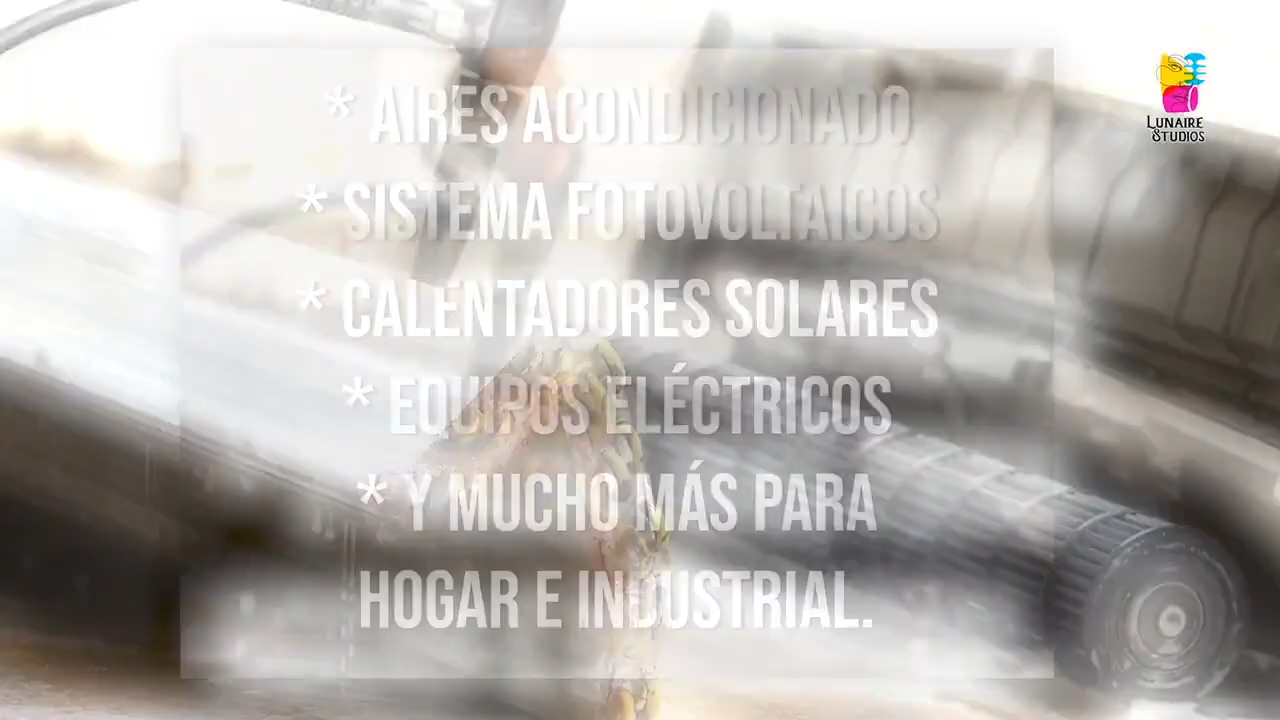 * AIRES ACONDICIONADO
* SISTEMA FOTOVOLTAICOS
* CALENTADORES SOLARES
* EQUIPOS ELÉCTRICOS
* Y MUCHO MÁS PARA
HOGAR E INDUSTRIAL.
LUNAIRE
STUDIOS